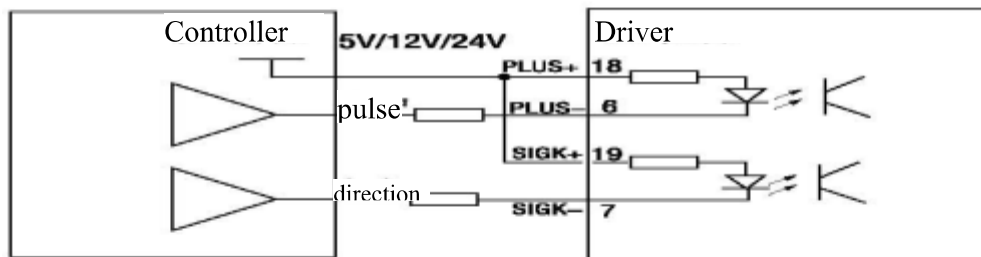 Controller
5V/12V/24V
Driver
PLUS+ 18
pulse'
PLUS− 6
SIGK+ 19
direction
SIGK− 7